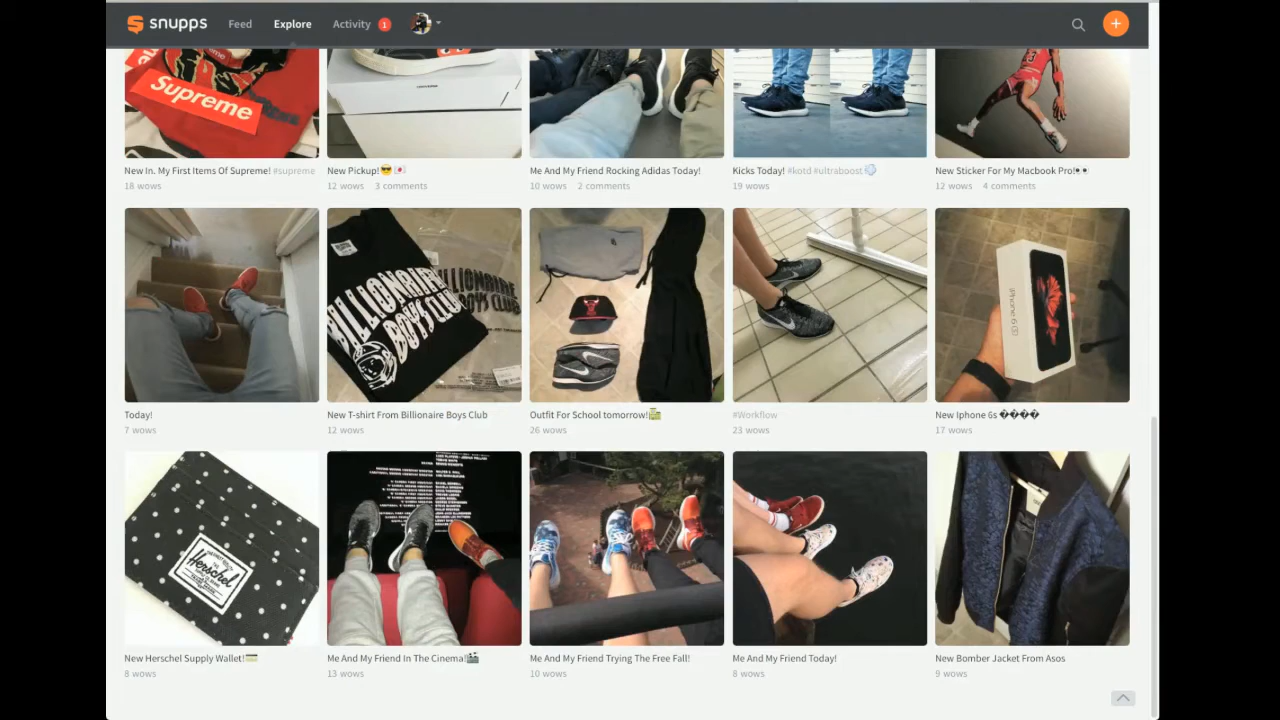 snupps Feed Explore Activity 1
Supreme
New In. My First Items Of Supreme! #supreme
18 wows
New Pickup!
12 wows 3 comments
Me And My Friend Rocking Adidas Today!
10 wows 2 comments
Kicks Today! #kotd #ultraboost
19 wows
New Sticker For My Macbook Pro!
12 wows 4 comments
BILLIONAIRE
BOYS CLUB
BILLIONAIRE
BOYS CLUB
iPhone 6s
Today!
7 wows
New T-shirt From Billionaire Boys Club
12 wows
Outfit For School tomorrow!
26 wows
#Workflow
23 wows
New Iphone 6s ����
17 wows
Herschel
New Herschel Supply Wallet!
8 wows
Me And My Friend In The Cinema!
13 wows
Me And My Friend Trying The Free Fall!
10 wows
Me And My Friend Today!
8 wows
New Bomber Jacket From Asos
9 wows